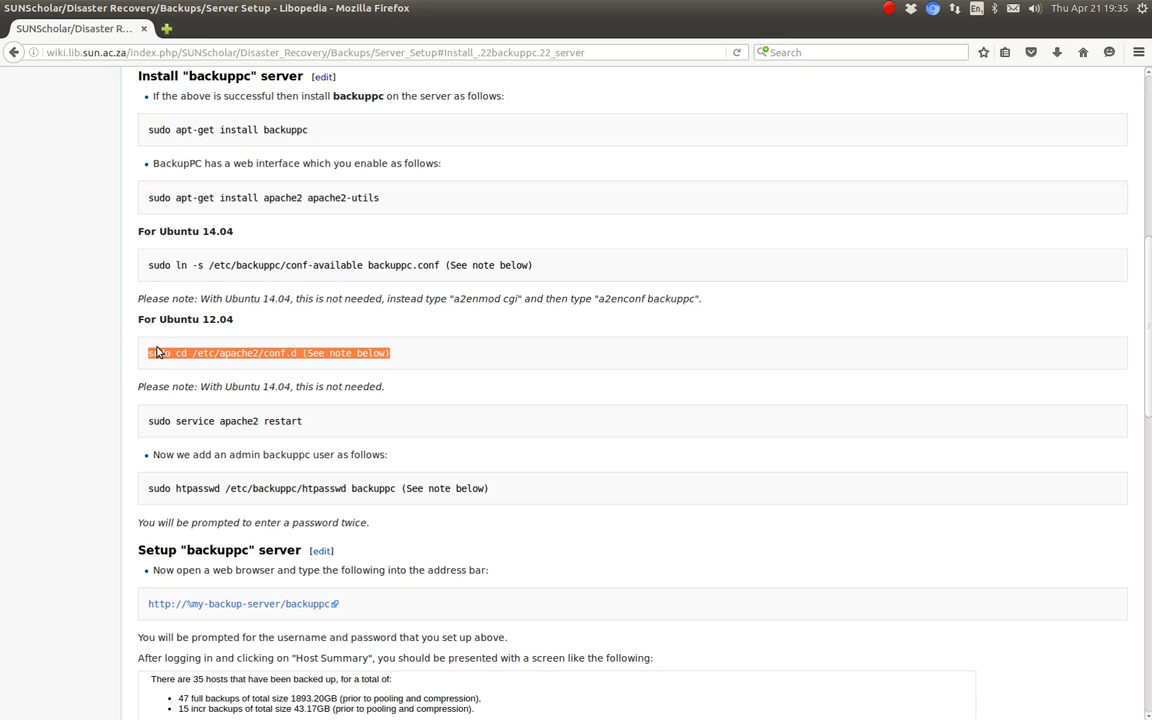 SUNScholar/Disaster Recovery/Backups/Server Setup - Libopedia - Mozilla Firefox
En
Thu Apr 21 19:35
SUNScholar/Disaster R...
wiki.lib.sun.ac.za/index.php/SUNScholar/Disaster_Recovery/Backups/Server_Setup#Install_.22backuppc.22_server
Search
Install "backuppc" server [edit]
If the above is successful then install backuppc on the server as follows:
sudo apt-get install backuppc
BackupPC has a web interface which you enable as follows:
sudo apt-get install apache2 apache2-utils
For Ubuntu 14.04
sudo ln -s /etc/backuppc/conf-available backuppc.conf (See note below)
Please note: With Ubuntu 14.04, this is not needed, instead type "a2enmod cgi" and then type "a2enconf backuppc".
For Ubuntu 12.04
sudo cd /etc/apache2/conf.d (See note below)
Please note: With Ubuntu 14.04, this is not needed.
sudo service apache2 restart
Now we add an admin backuppc user as follows:
sudo htpasswd /etc/backuppc/htpasswd backuppc (See note below)
You will be prompted to enter a password twice.
Setup "backuppc" server [edit]
Now open a web browser and type the following into the address bar:
http://%my-backup-server/backuppc
You will be prompted for the username and password that you set up above.
After logging in and clicking on "Host Summary", you should be presented with a screen like the following:
There are 35 hosts that have been backed up, for a total of:
47 full backups of total size 1893.20GB (prior to pooling and compression),
15 incr backups of total size 43.17GB (prior to pooling and compression).